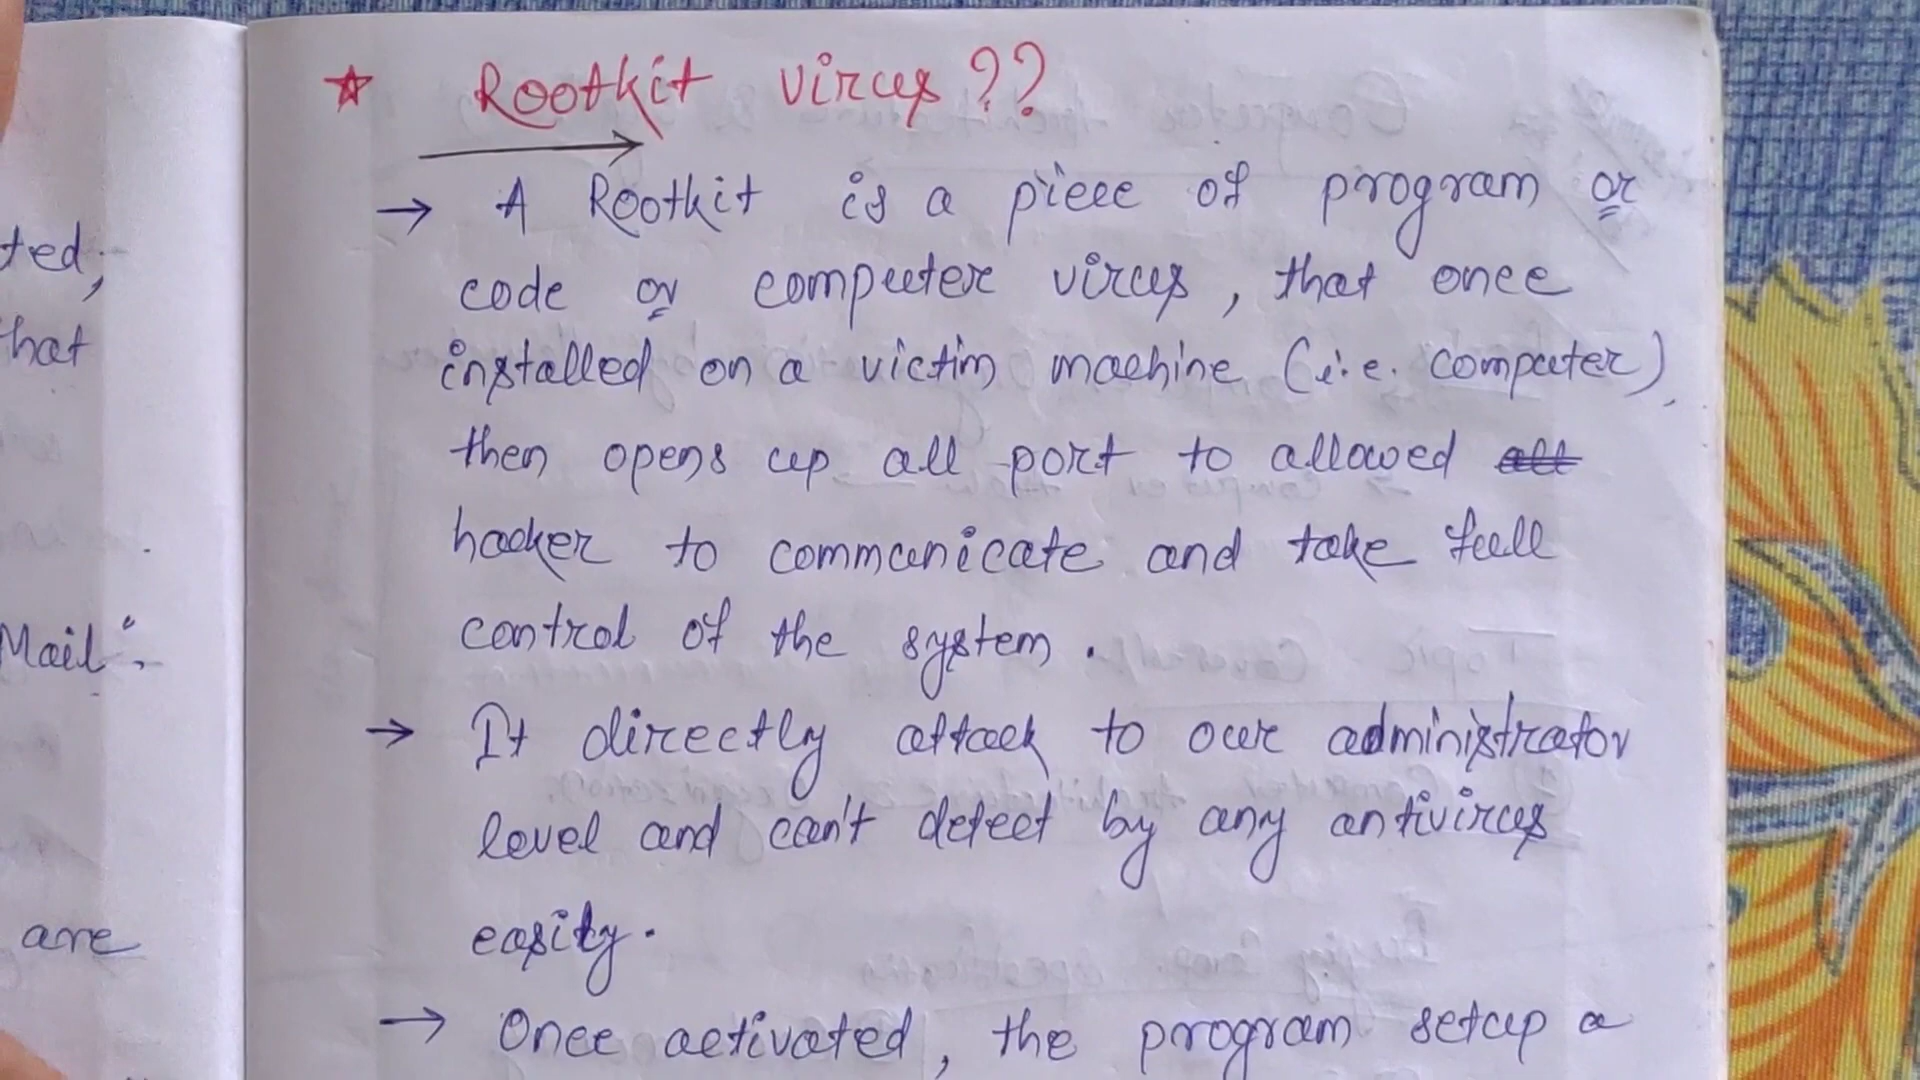 ted,
hat
Mail :
are
☆ Rootkit virus ??
→ A Rootkit is a piece of program or
code or computer virus, that once
installed on a victim machine (i.e. computer),
then opens up all port to allowed all
hacker to communicate and take full
control of the system.
→ It directly attack to our administrator
level and can't detect by any antivirus
easily.
→ Once activated, the program setup a